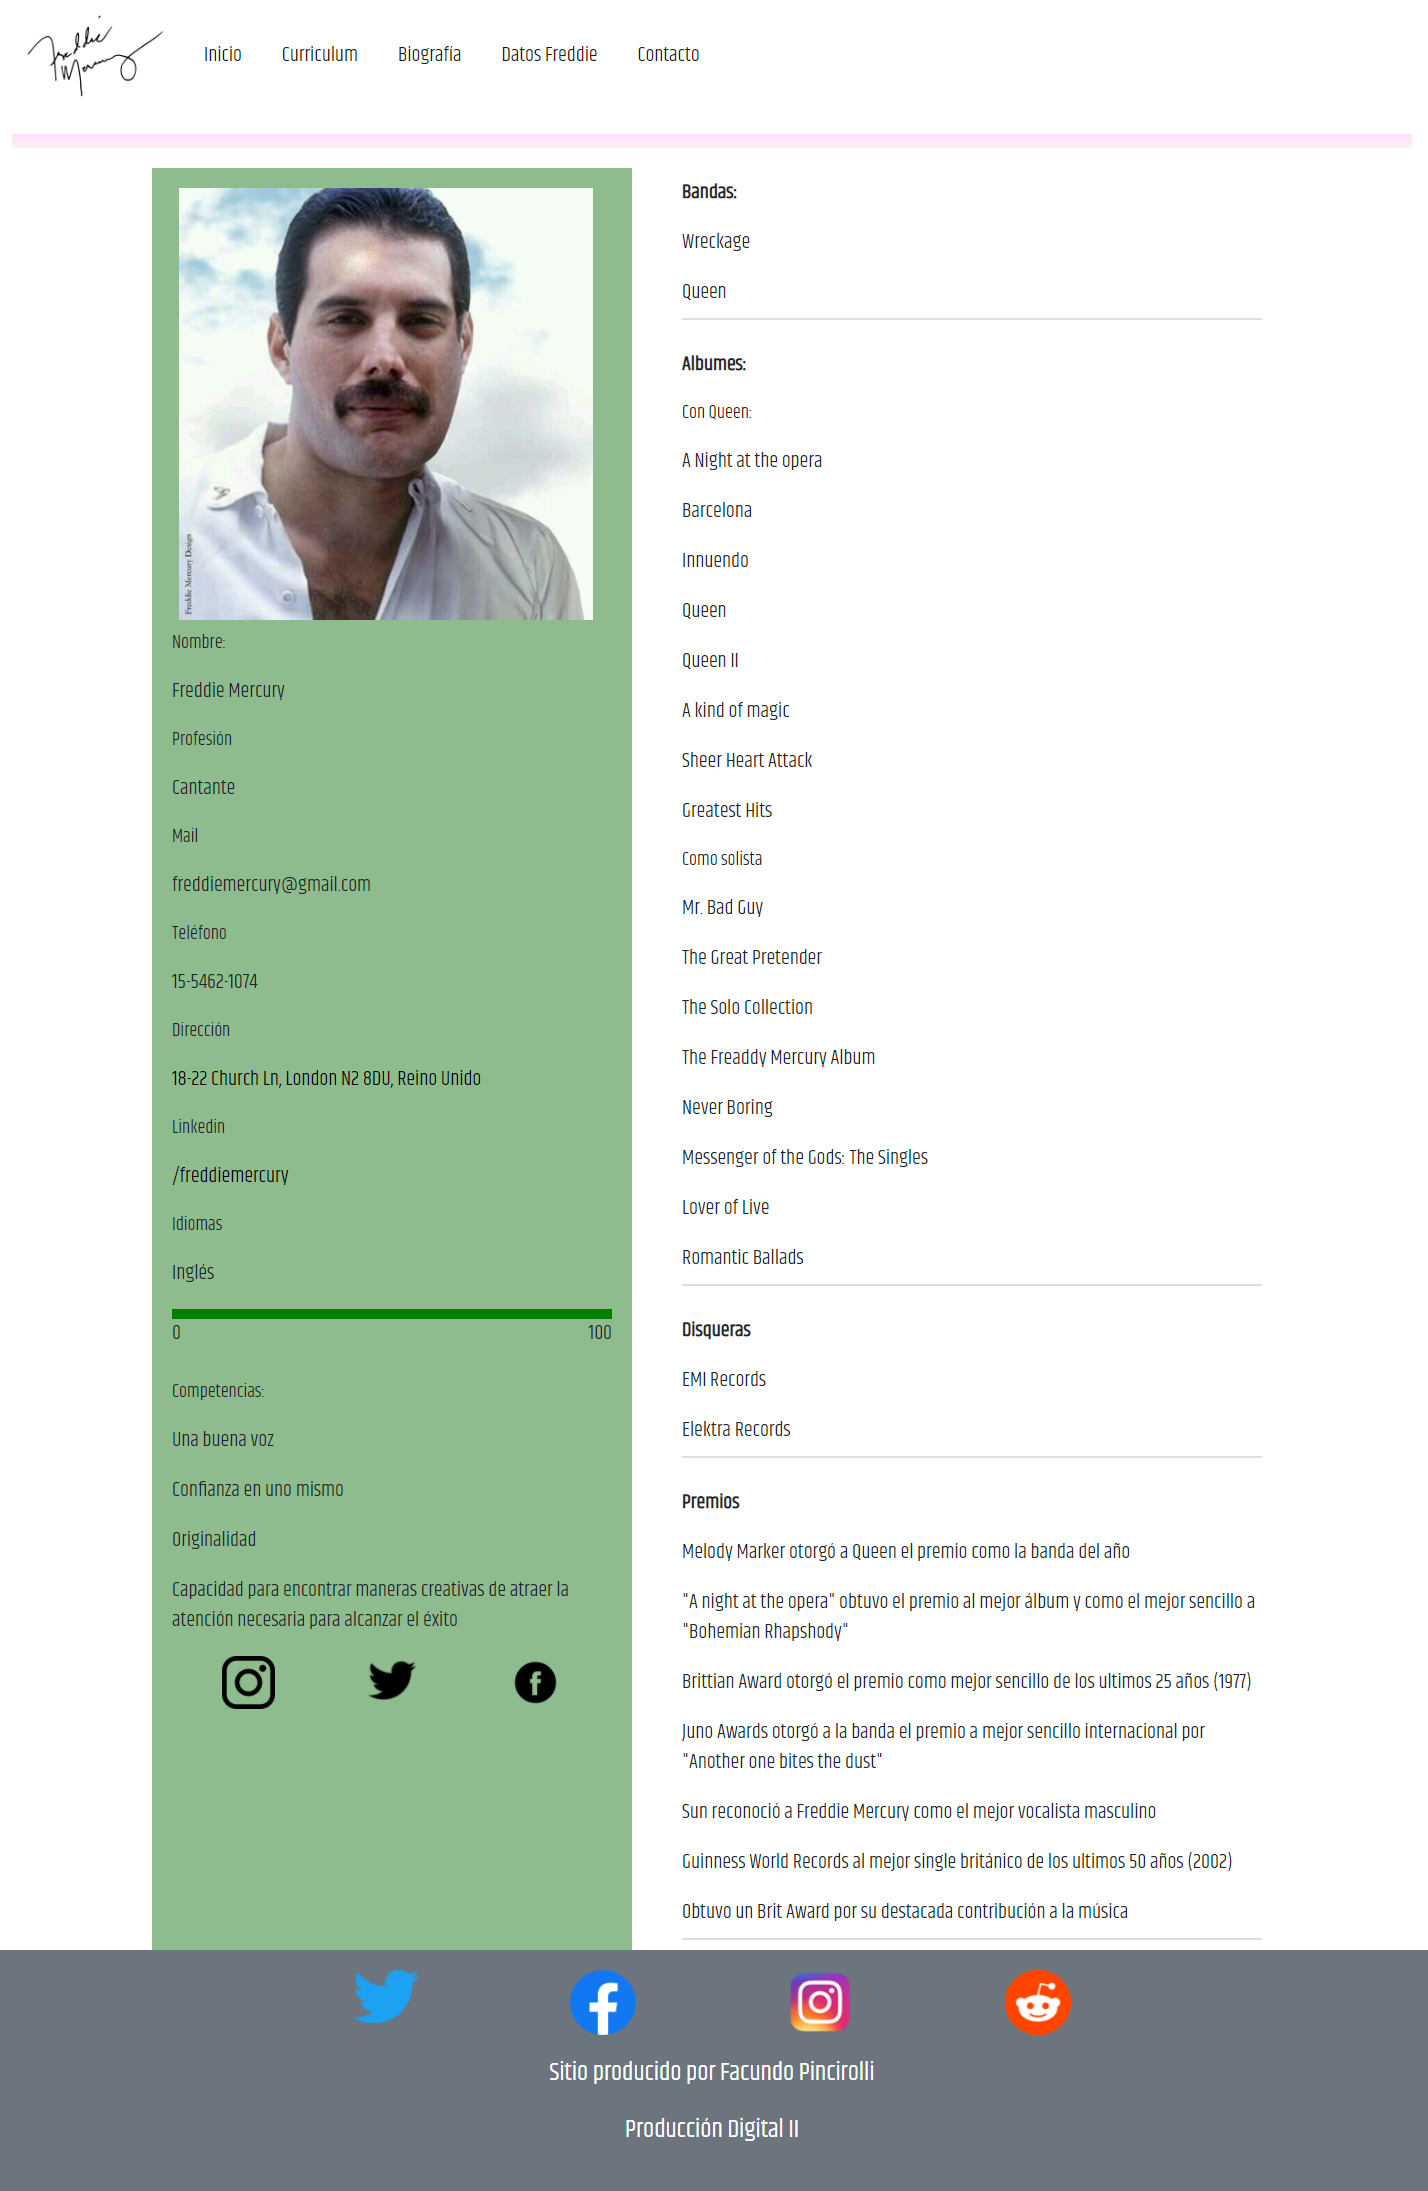 Freddie
Mercury
Inicio
Curriculum
Biografía
Datos Freddie
Contacto
Freddie Mercury Design
Nombre:
Freddie Mercury
Profesión
Cantante
Mail
freddiemercury@gmail.com
Teléfono
15-5462-1074
Dirección
18-22 Church Ln, London N2 8DU, Reino Unido
Linkedin
/freddiemercury
Idiomas
Inglés
0
100
Competencias:
Una buena voz
Confianza en uno mismo
Originalidad
Capacidad para encontrar maneras creativas de atraer la
atención necesaria para alcanzar el éxito
Bandas:
Wreckage
Queen
Albumes:
Con Queen:
A Night at the opera
Barcelona
Innuendo
Queen
Queen II
A kind of magic
Sheer Heart Attack
Greatest Hits
Como solista
Mr. Bad Guy
The Great Pretender
The Solo Collection
The Freaddy Mercury Album
Never Boring
Messenger of the Gods: The Singles
Lover of Live
Romantic Ballads
Disqueras
EMI Records
Elektra Records
Premios
Melody Marker otorgó a Queen el premio como la banda del año
"A night at the opera" obtuvo el premio al mejor álbum y como el mejor sencillo a
"Bohemian Rhapshody"
Brittian Award otorgó el premio como mejor sencillo de los ultimos 25 años (1977)
Juno Awards otorgó a la banda el premio a mejor sencillo internacional por
"Another one bites the dust"
Sun reconoció a Freddie Mercury como el mejor vocalista masculino
Guinness World Records al mejor single británico de los ultimos 50 años (2002)
Obtuvo un Brit Award por su destacada contribución a la música
Sitio producido por Facundo Pincirolli
Producción Digital II